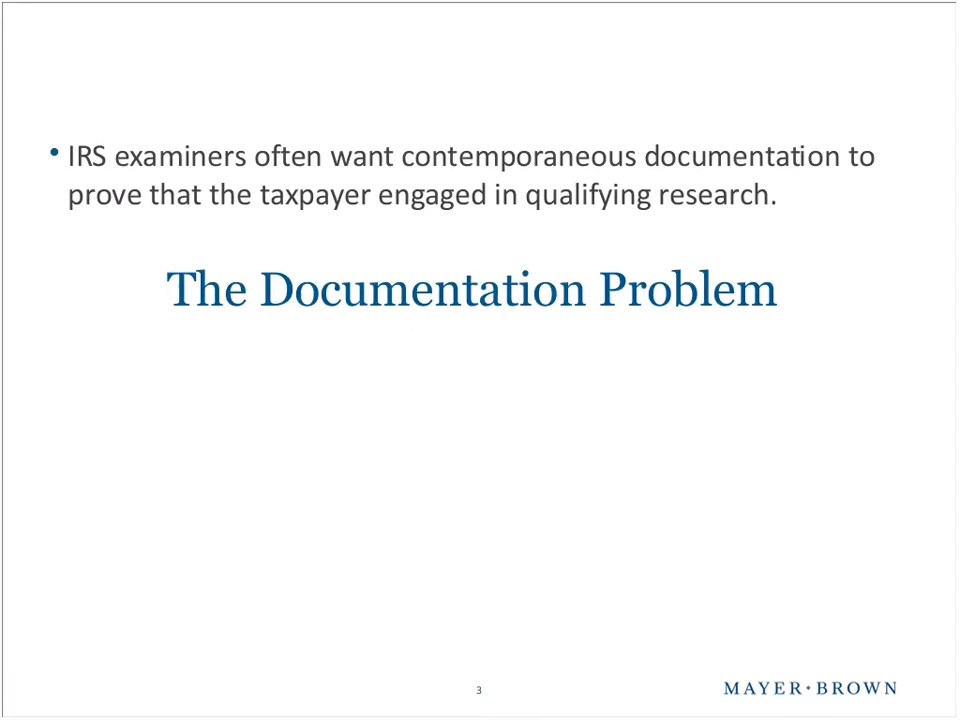 • IRS examiners often want contemporaneous documentation to
prove that the taxpayer engaged in qualifying research.
The Documentation Problem
3
MAYER • BROWN